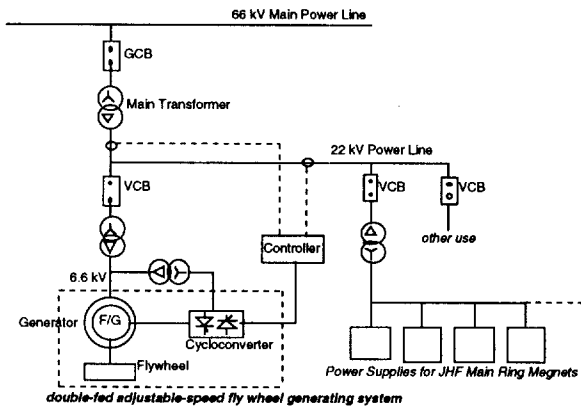 66 kV Main Power Line
GCB
Main Transformer
22 kV Power Line
VCB
VCB
VCB
other use
Controller
6.6 kV
Generator
F/G
Cycloconverter
Flywheel
Power Supplies for JHF Main Ring Megnets
double-fed adjustable-speed fly wheel generating system